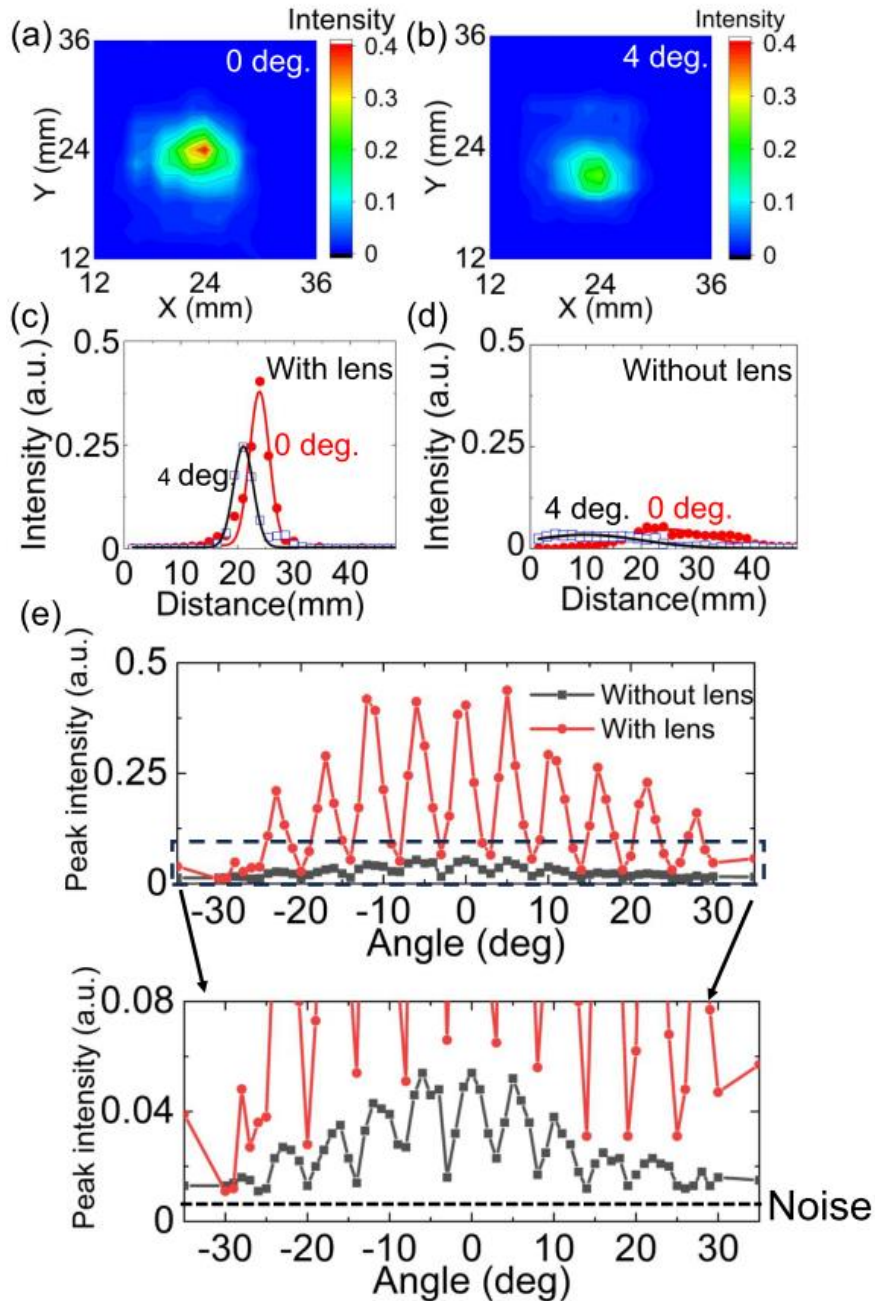 (a)
0 deg.
Intensity
36
24
12
Y (mm)
12 24 36
X (mm)
0.4
0.3
0.2
0.1
0
(b)
4 deg.
Intensity
36
24
12
Y (mm)
12 24 36
X (mm)
0.4
0.3
0.2
0.1
0
(c)
With lens
0.5
0.25
0
Intensity (a.u.)
4 deg.
0 deg.
0 10 20 30 40
Distance(mm)
(d)
Without lens
0.5
0.25
0
Intensity (a.u.)
4 deg.
0 deg.
0 10 20 30 40
Distance(mm)
(e)
0.5
0.25
0
Peak intensity (a.u.)
Without lens
With lens
-30 -20 -10 0 10 20 30
Angle (deg)
0.08
0.04
0
Peak intensity (a.u.)
Noise
-30 -20 -10 0 10 20 30
Angle (deg)